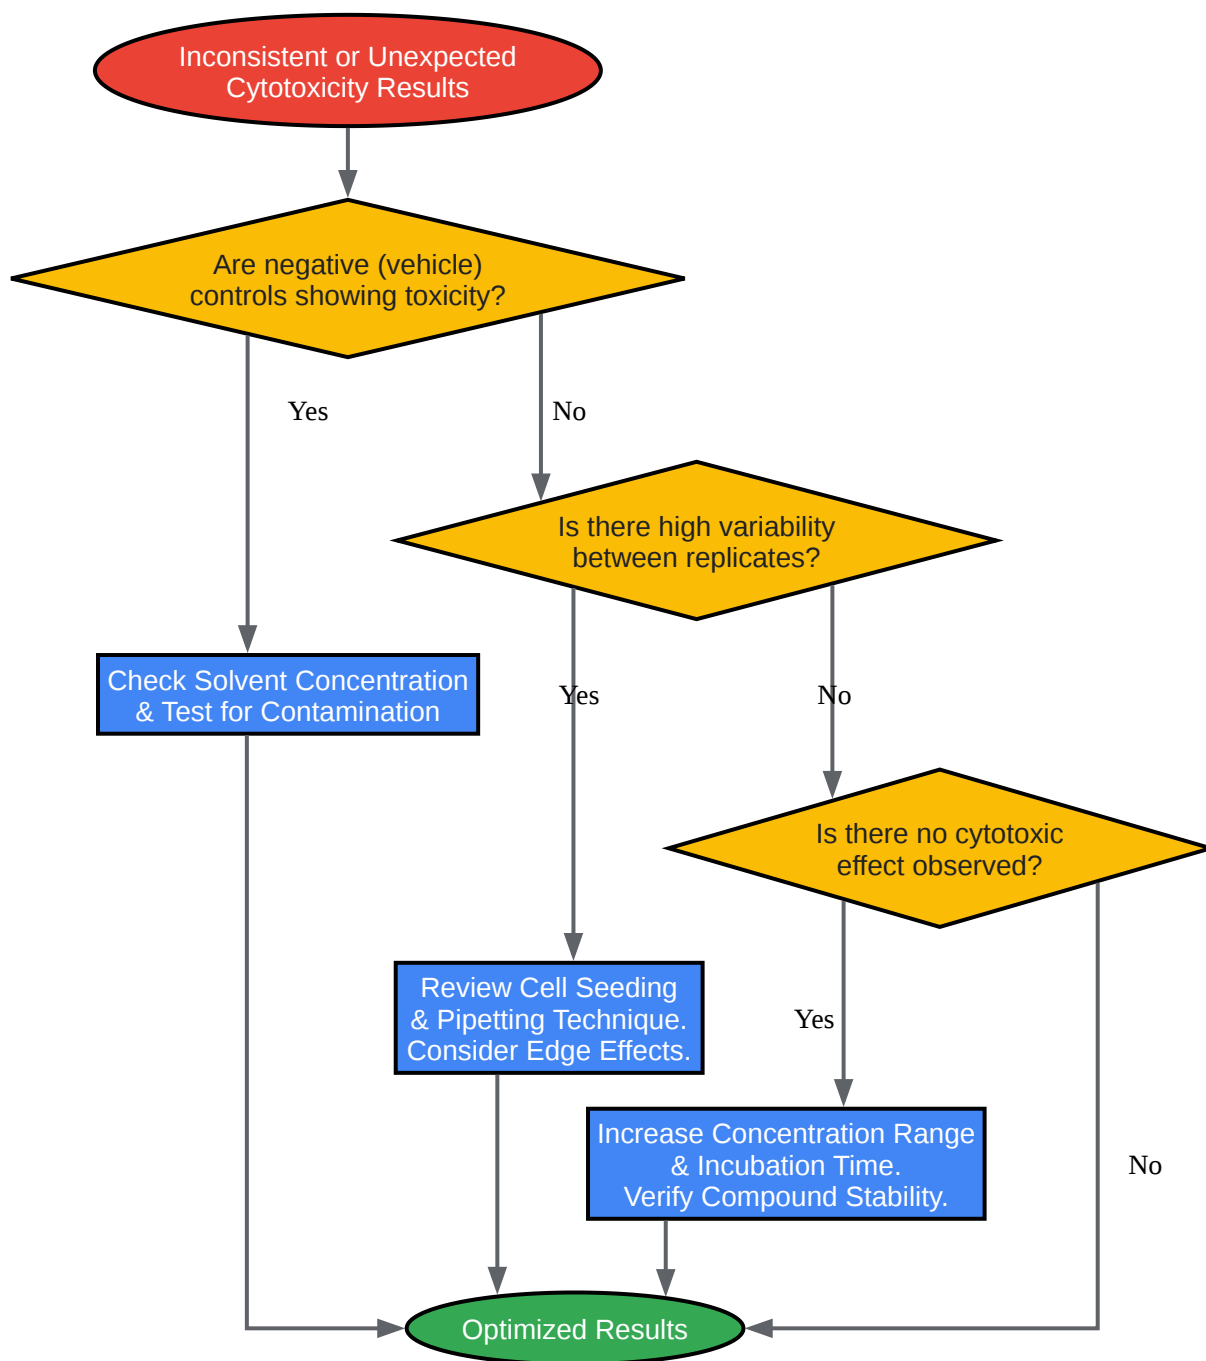 Inconsistent or Unexpected
Cytotoxicity Results
Are negative (vehicle)
controls showing toxicity?
Yes
No
Is there high variability
between replicates?
Check Solvent Concentration
& Test for Contamination
Yes
No
Is there no cytotoxic
effect observed?
Review Cell Seeding
& Pipetting Technique.
Consider Edge Effects.
Yes
Increase Concentration Range
& Incubation Time.
Verify Compound Stability.
No
Optimized Results